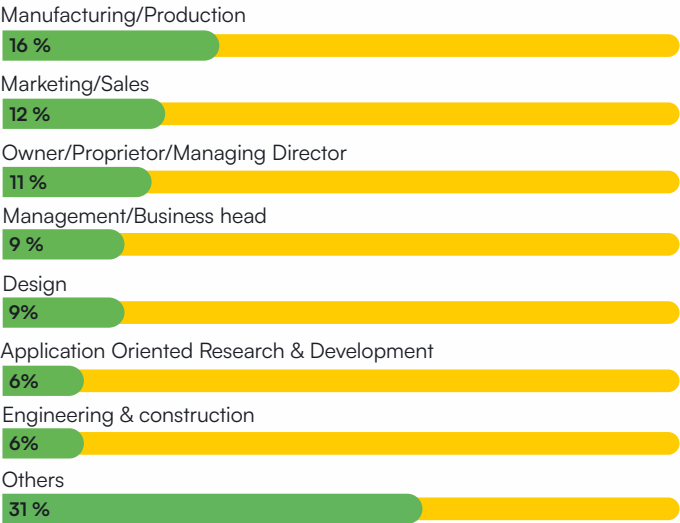 Manufacturing/Production
16 %
Marketing/Sales
12 %
Owner/Proprietor/Managing Director
11 %
Management/Business head
9 %
Design
9%
Application Oriented Research & Development
6%
Engineering & construction
6%
Others
31 %